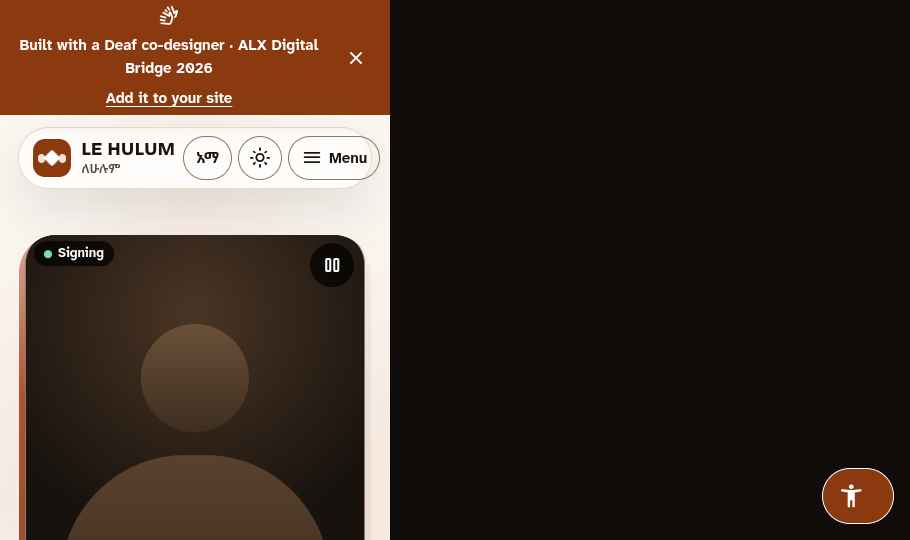 Built with a Deaf co-designer · ALX Digital
Bridge 2026
Add it to your site
LE HULUM
ለሁሉም
አማ
Menu
Signing